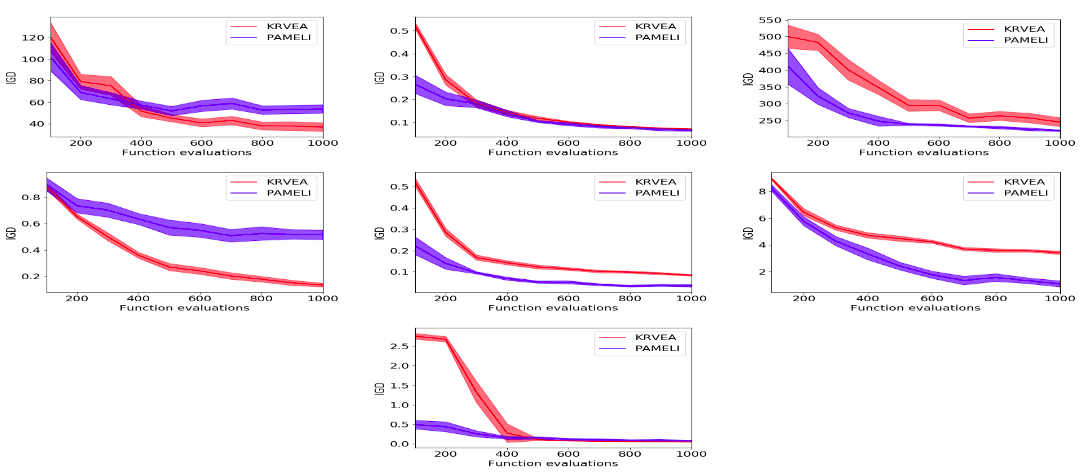 KRVEA
PAMELI
120
100
80
60
40
IGD
200 400 600 800 1000
Function evaluations
KRVEA
PAMELI
0.5
0.4
0.3
0.2
0.1
IGD
200 400 600 800 1000
Function evaluations
KRVEA
PAMELI
550
500
450
400
350
300
250
IGD
200 400 600 800 1000
Function evaluations
KRVEA
PAMELI
0.8
0.6
0.4
0.2
IGD
200 400 600 800 1000
Function evaluations
KRVEA
PAMELI
0.5
0.4
0.3
0.2
0.1
IGD
200 400 600 800 1000
Function evaluations
KRVEA
PAMELI
8
6
4
2
IGD
200 400 600 800 1000
Function evaluations
KRVEA
PAMELI
2.5
2.0
1.5
1.0
0.5
0.0
IGD
200 400 600 800 1000
Function evaluations